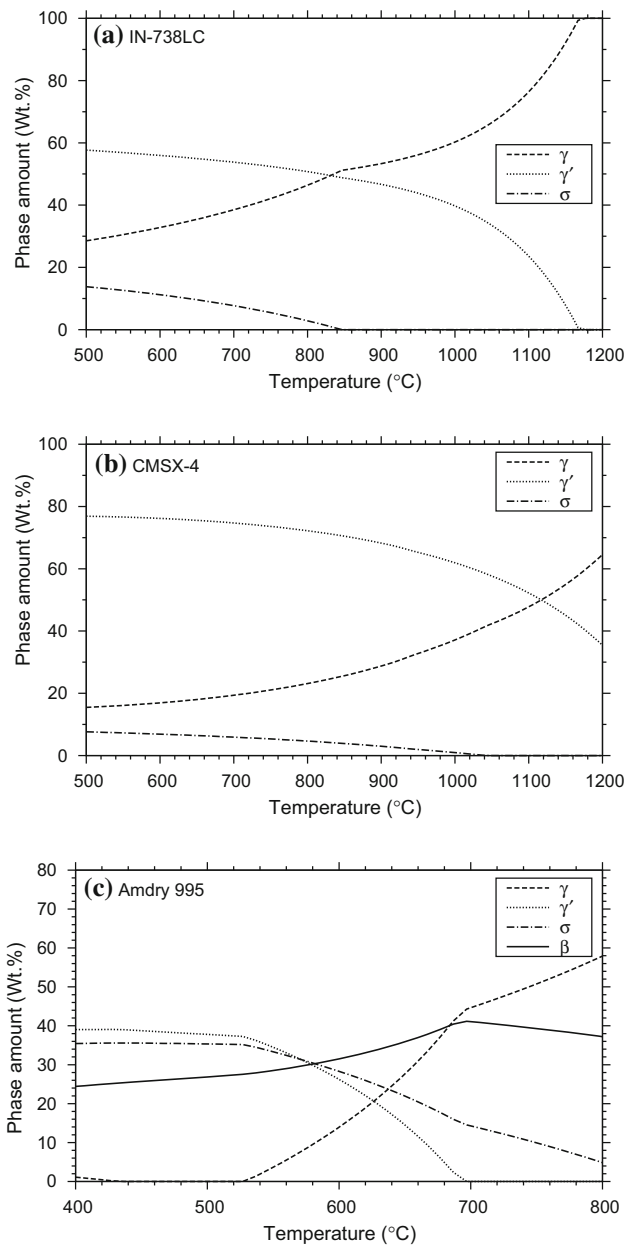 (a) IN-738LC
Phase amount (Wt.%)
100
80
60
40
20
0
γ
γ′
σ
500 600 700 800 900 1000 1100 1200
Temperature (°C)
(b) CMSX-4
Phase amount (Wt.%)
100
80
60
40
20
0
γ
γ′
σ
500 600 700 800 900 1000 1100 1200
Temperature (°C)
(c) Amdry 995
Phase amount (Wt.%)
80
70
60
50
40
30
20
10
0
γ
γ′
σ
β
400 500 600 700 800
Temperature (°C)